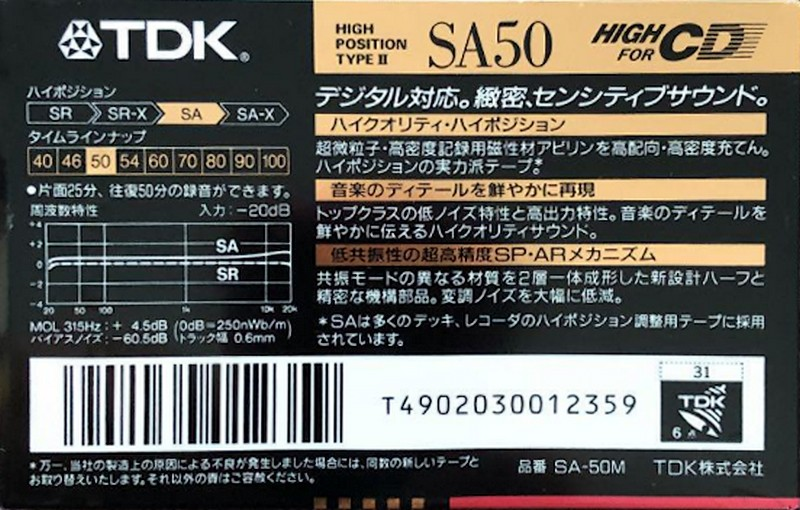 TDK®
HIGH
POSITION
TYPE II
SA50
HIGH
FOR CD
ハイポジション
SR SR-X SA SA-X
タイムラインナップ
40 46 50 54 60 70 80 90 100
●片面25分、往復50分の録音ができます。
周波数特性 入力:−20dB
+4
+2
0
−2
−4
SA
SR
20 50 100 1k 10k 20k
MOL 315Hz:+ 4.5dB (0dB=250nWb/m)
バイアスノイズ:−60.5dB (トラック幅 0.6mm)
デジタル対応。緻密、センシティブサウンド。
ハイクオリティ・ハイポジション
超微粒子・高密度記録用磁性材アビリンを高配向・高密度充てん。
ハイポジションの実力派テープ*。
音楽のディテールを鮮やかに再現
トップクラスの低ノイズ特性と高出力特性。音楽のディテールを
鮮やかに伝えるハイクオリティサウンド。
低共振性の超高精度SP・ARメカニズム
共振モードの異なる材質を2層一体成形した新設計ハーフと
精密な機構部品。変調ノイズを大幅に低減。
*SAは多くのデッキ、レコーダのハイポジション調整用テープに採用
されています。
T4902030012359
31
TDK
6点
*万一、当社の製造上の原因による不良が発生しました場合には、同数の新しいテープと
お取り替えいたします。それ以外の責はご容赦ください。
品番 SA-50M TDK株式会社